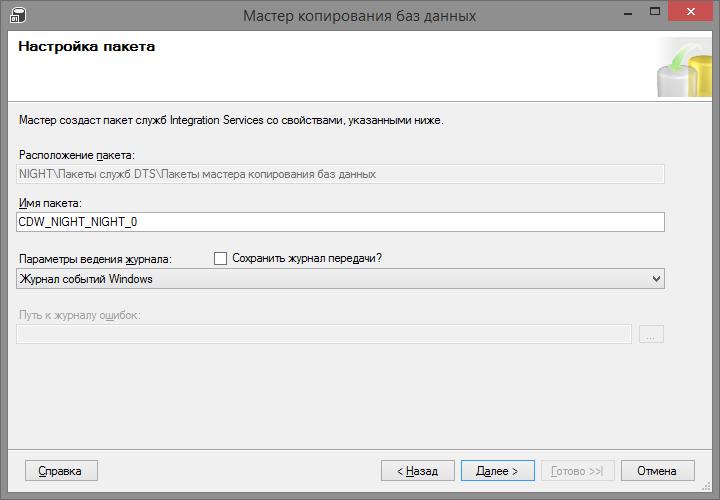 Мастер копирования баз данных
Настройка пакета
Мастер создаст пакет служб Integration Services со свойствами, указанными ниже.
Расположение пакета:
NIGHT\Пакеты служб DTS\Пакеты мастера копирования баз данных
Имя пакета:
CDW_NIGHT_NIGHT_0
Параметры ведения журнала: Сохранить журнал передачи?
Журнал событий Windows
Путь к журналу ошибок:
...
Справка < Назад Далее > Готово >>| Отмена